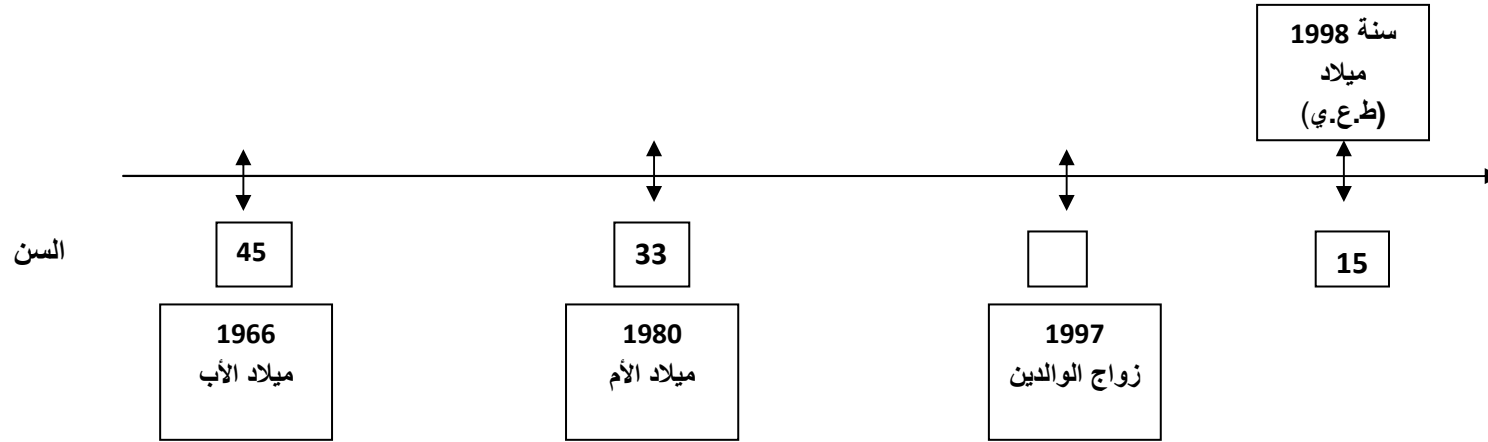 سنة 1998
ميلاد
(ط.ع.ي)
السن
45
33
15
1966
ميلاد الأب
1980
ميلاد الأم
1997
زواج الوالدين